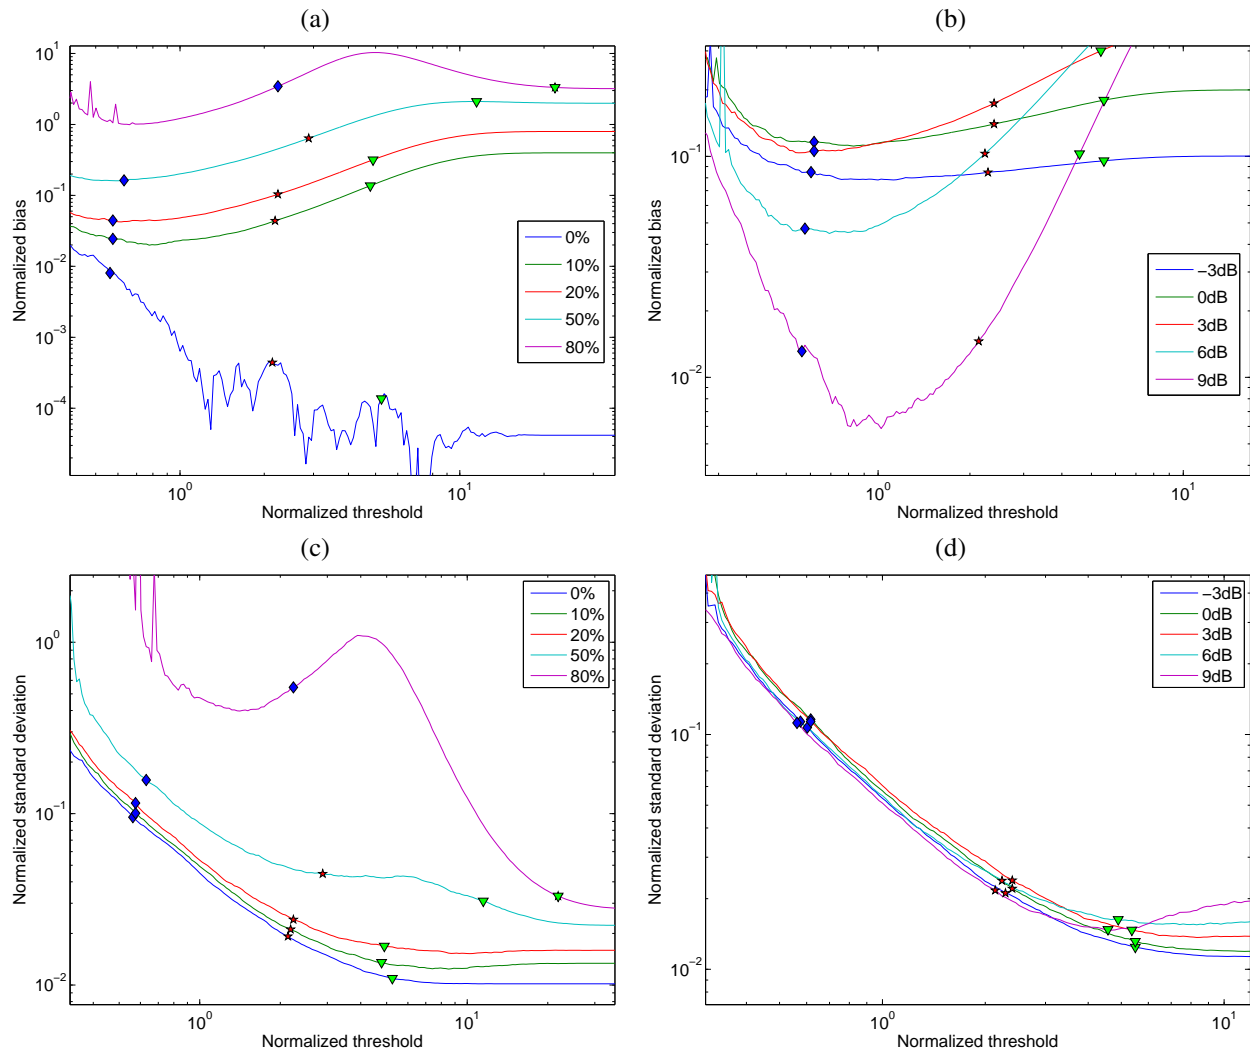 (a)
10^1
10^0
10^-1
10^-2
10^-3
10^-4
Normalized bias
0%
10%
20%
50%
80%
10^0
10^1
Normalized threshold
(b)
10^-1
10^-2
Normalized bias
−3dB
0dB
3dB
6dB
9dB
10^0
10^1
Normalized threshold
(c)
10^0
10^-1
10^-2
Normalized standard deviation
0%
10%
20%
50%
80%
10^0
10^1
Normalized threshold
(d)
10^-1
10^-2
Normalized standard deviation
−3dB
0dB
3dB
6dB
9dB
10^0
10^1
Normalized threshold